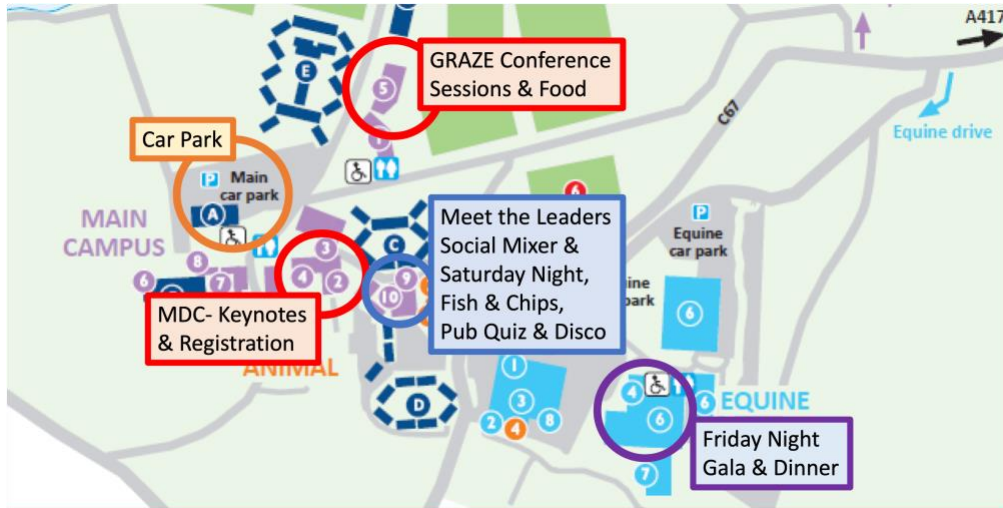 A417
GRAZE Conference
Sessions & Food
E
5
1
C67
Equine drive
Car Park
P
Main
car park
A
MAIN
CAMPUS
6
Meet the Leaders
Social Mixer &
Saturday Night,
Fish & Chips,
Pub Quiz & Disco
P
Equine
car park
C
3
8
6
7
4
2
9
10
MDC- Keynotes
& Registration
ANIMAL
6
1
3
2
4
8
D
4
6
6
EQUINE
7
Friday Night
Gala & Dinner